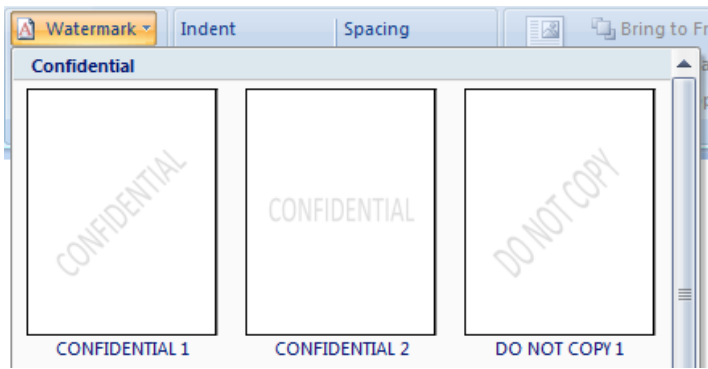 Watermark Indent Spacing Bring to Fr
Confidential
CONFIDENTIAL CONFIDENTIAL DO NOT COPY
CONFIDENTIAL 1 CONFIDENTIAL 2 DO NOT COPY 1